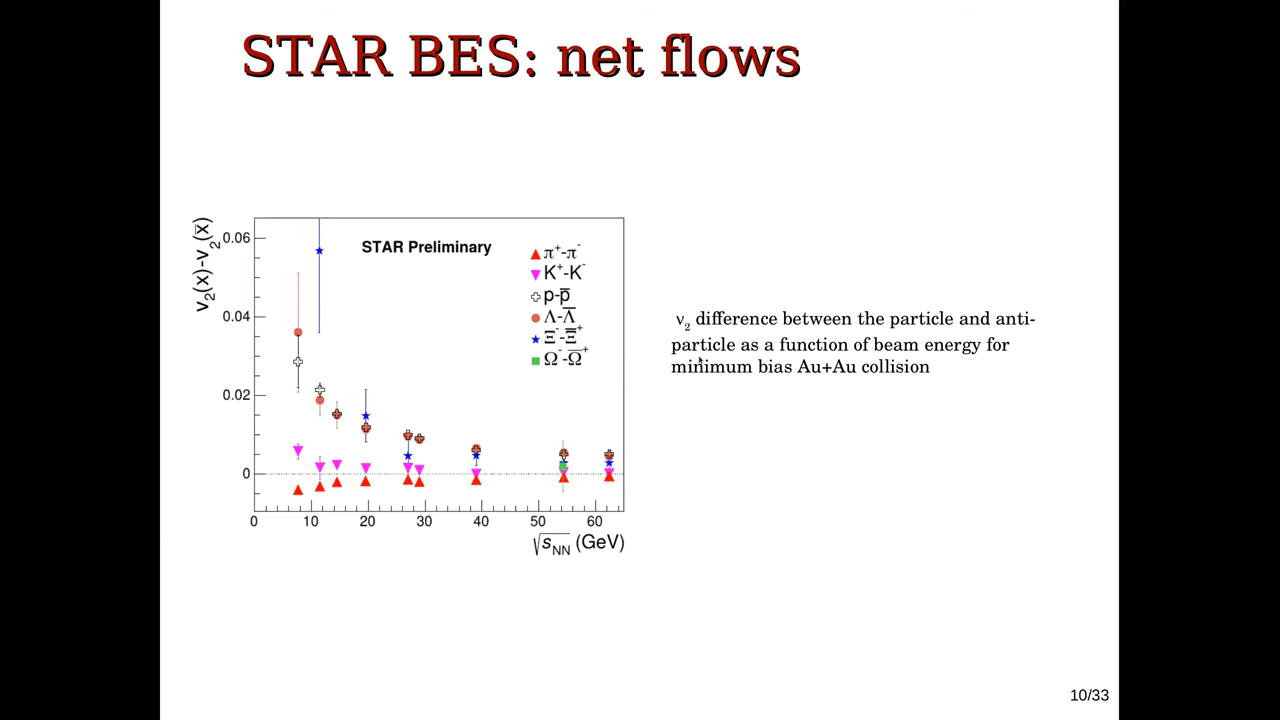 STAR BES: net flows
v₂(x)-v₂(x̅)
STAR Preliminary
π⁺-π⁻
K⁺-K⁻
p-p̅
Λ-Λ̅
Ξ⁻-Ξ̅⁺
Ω⁻-Ω̅⁺
0.06
0.04
0.02
0
0 10 20 30 40 50 60
√sNN (GeV)
ν₂ difference between the particle and anti-
particle as a function of beam energy for
minimum bias Au+Au collision
10/33